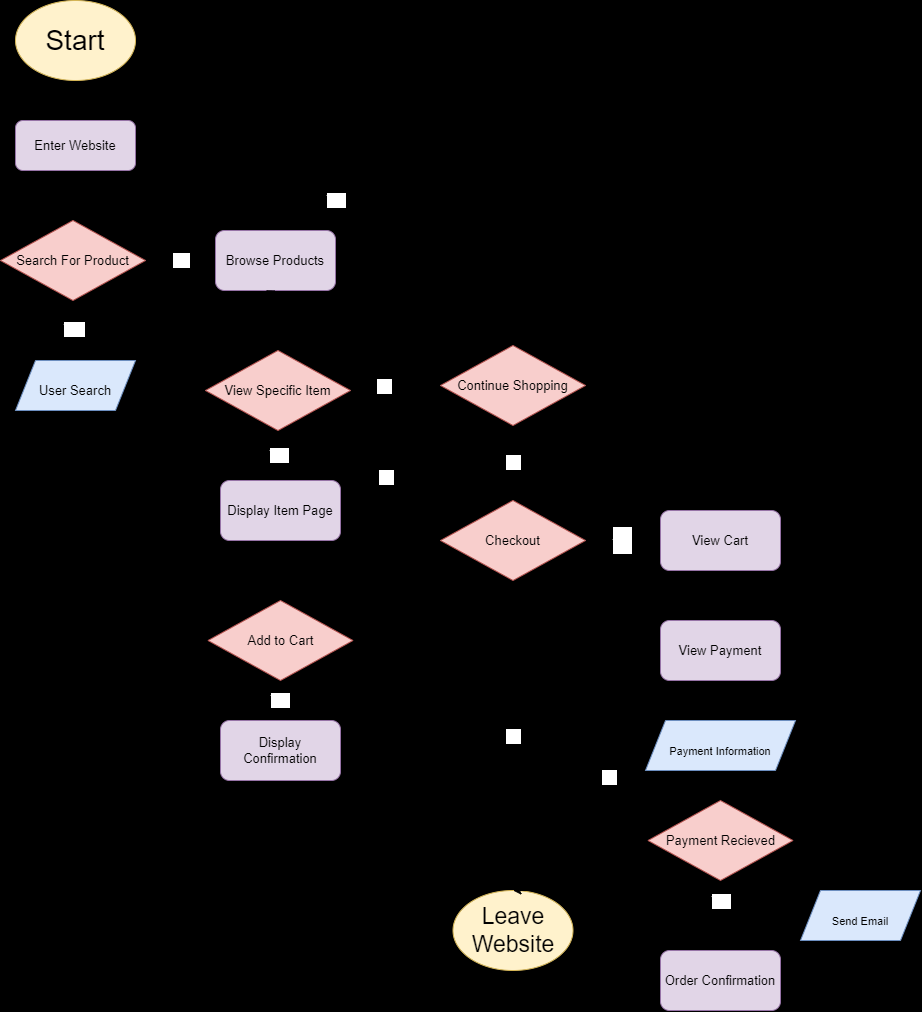 Start
Enter Website
Search For Product
Browse Products
User Search
View Specific Item
Continue Shopping
Display Item Page
Checkout
View Cart
Add to Cart
View Payment
Display
Confirmation
Payment Information
Payment Recieved
Leave
Website
Send Email
Order Confirmation